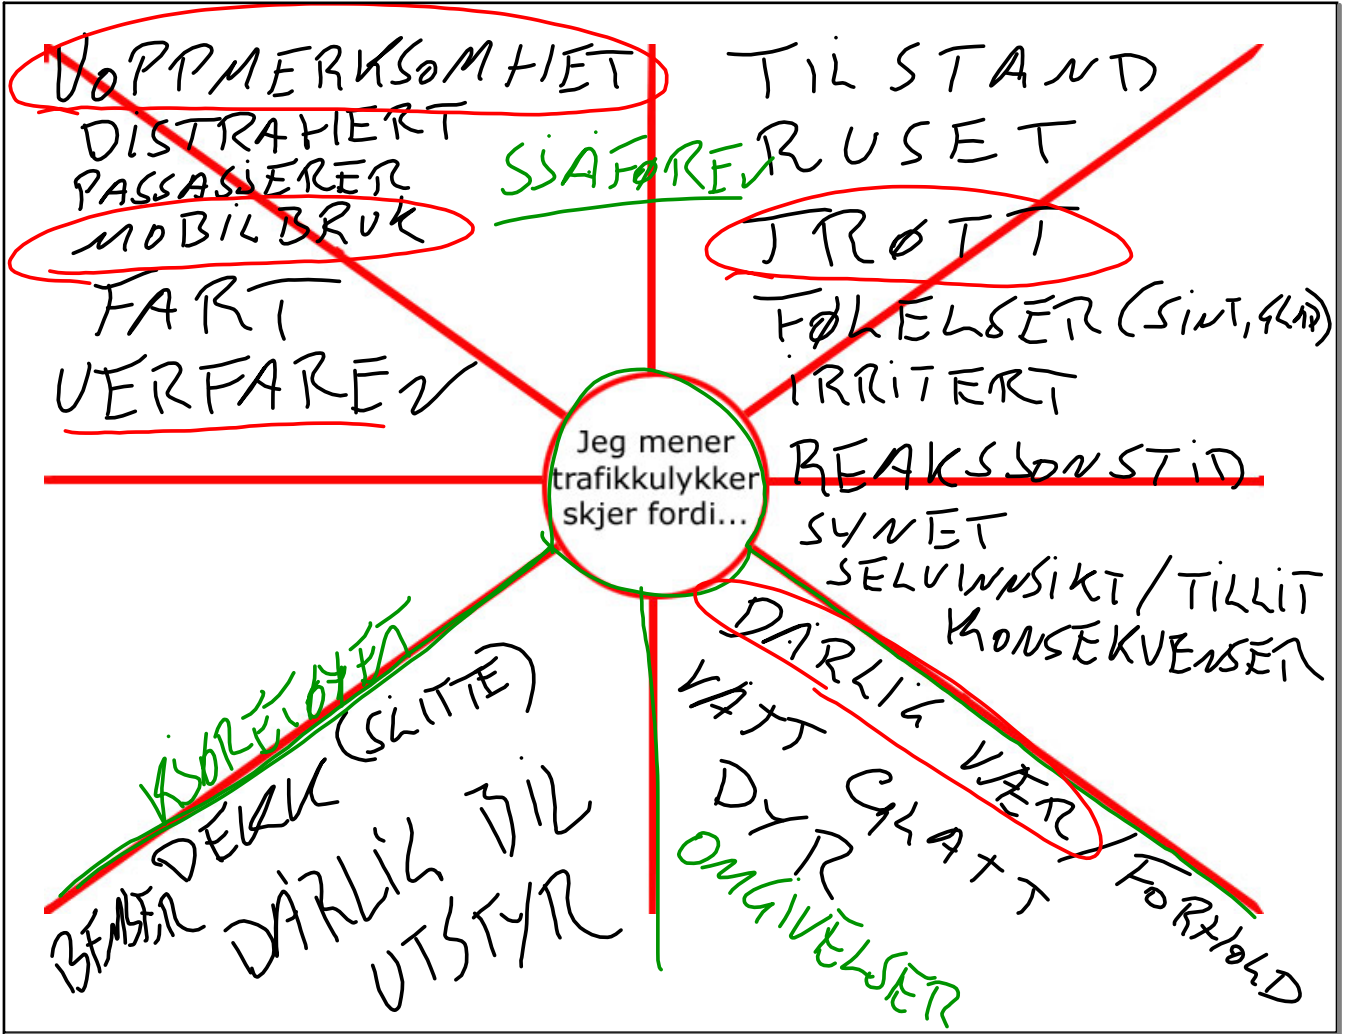 UOPPMERKSOMHET
DISTRAHERT
PASSASJERER
MOBILBRUK
FART
UERFAREN
SJÅFØREN
TILSTAND
RUSET
TRØTT
FØLELSER (SINT, GLAD)
IRRITERT
REAKSJONSTID
SYNET
SELVINNSIKT / TILLIT
KONSEKVENSER
Jeg mener
trafikkulykker
skjer fordi...
KJØRETØYET
DEKK (SLITTE)
DÅRLIG BIL
UTSTYR
DÅRLIG VÆR / FORHOLD
VÅTT GLATT
DYR
OMGIVELSER